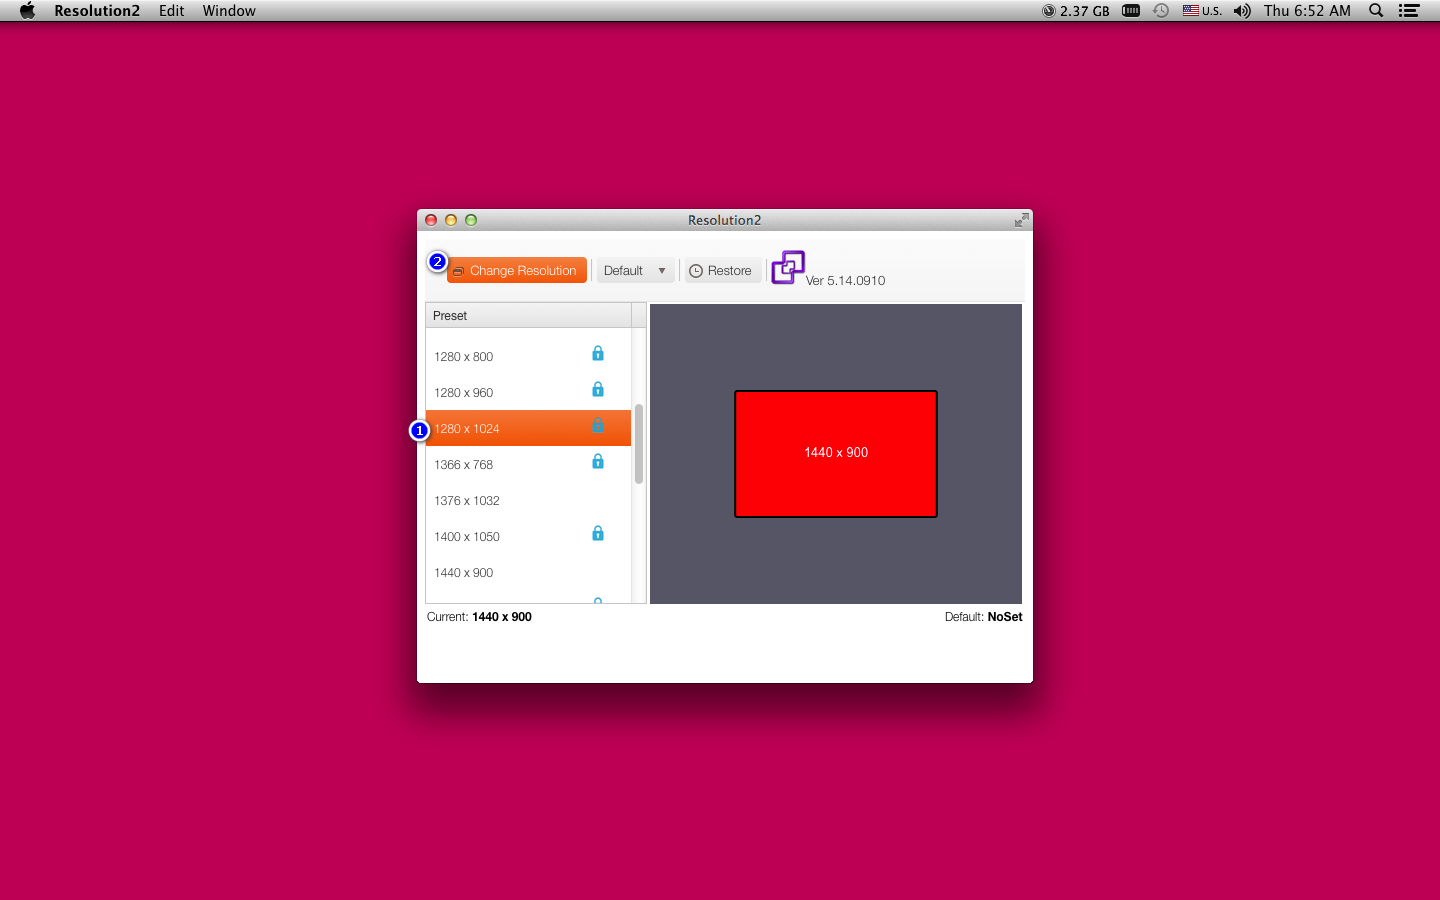 Resolution2 Edit Window 2.37 GB U.S. Thu 6:52 AM
Resolution2
2 Change Resolution Default Restore Ver 5.14.0910
Preset
1280 x 800
1280 x 960
1 1280 x 1024
1366 x 768
1376 x 1032
1400 x 1050
1440 x 900
1440 x 900
Current: 1440 x 900 Default: NoSet